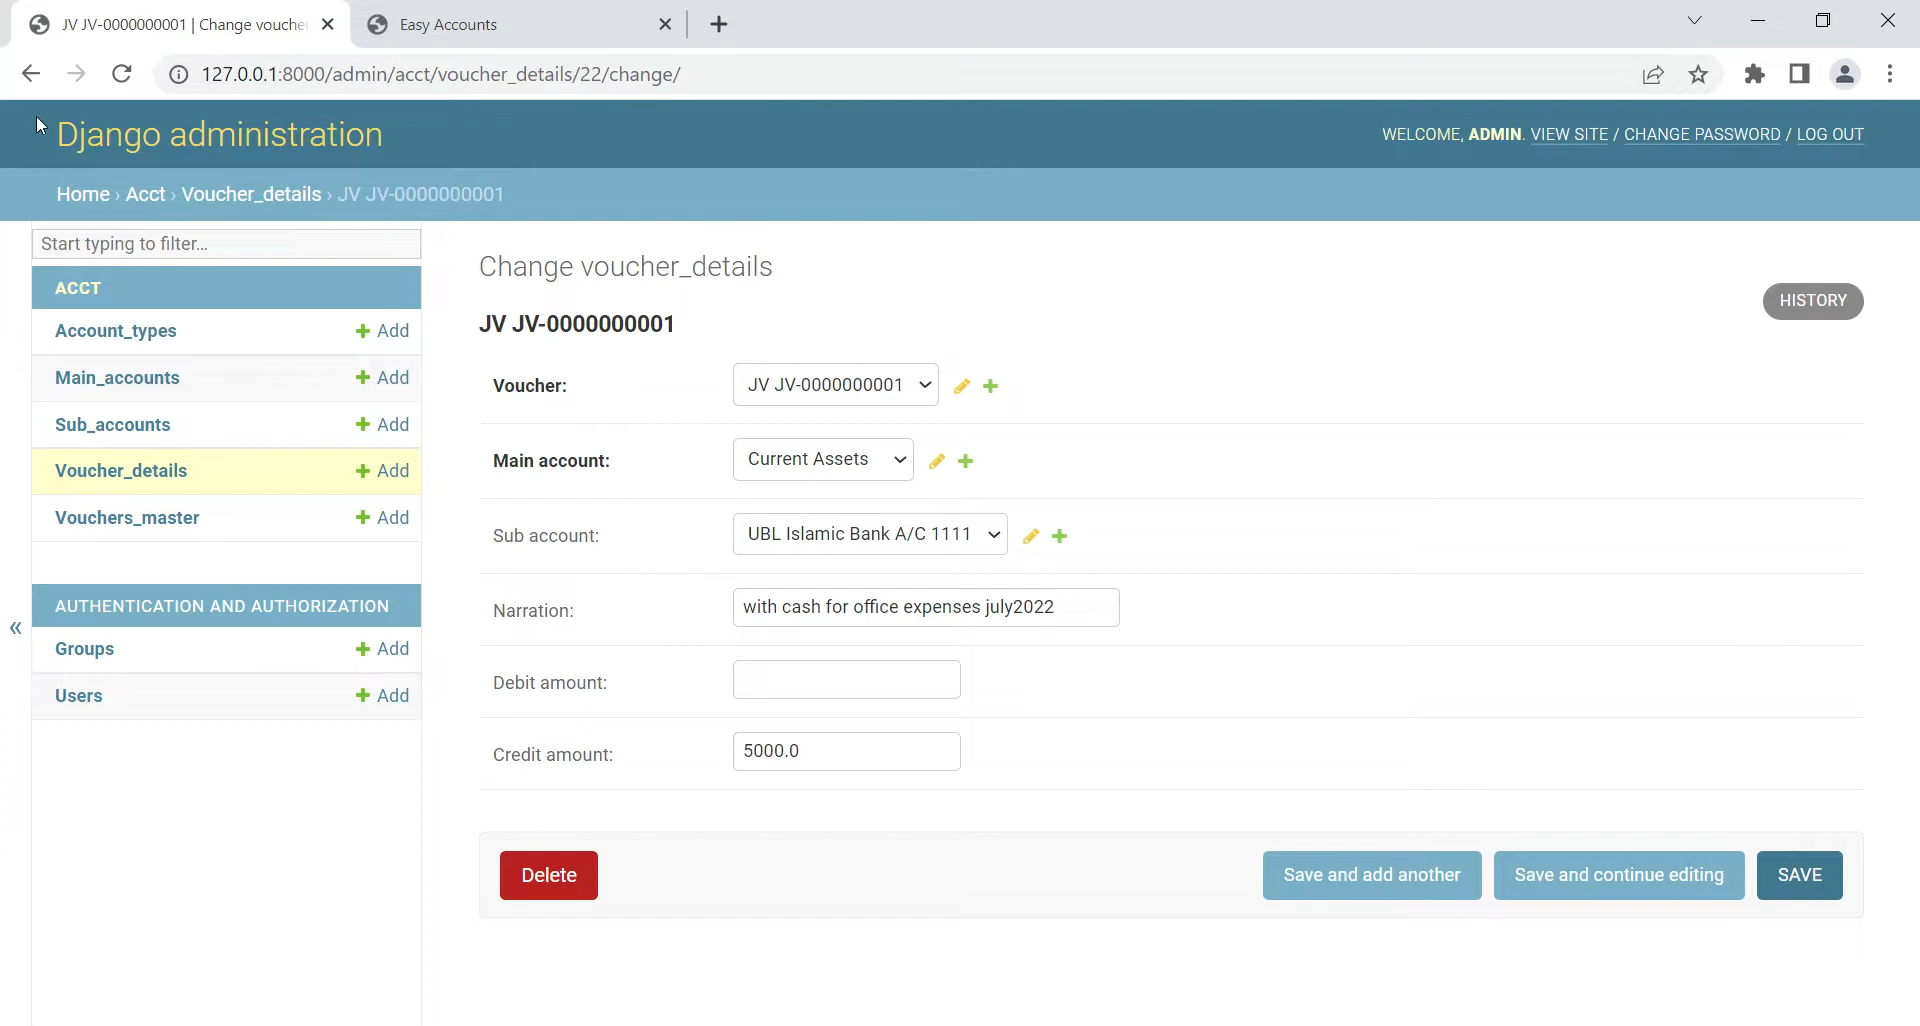 JV JV-0000000001 | Change vouche
Easy Accounts
127.0.0.1:8000/admin/acct/voucher_details/22/change/
Django administration
WELCOME, ADMIN. VIEW SITE / CHANGE PASSWORD / LOG OUT
Home › Acct › Voucher_details › JV JV-0000000001
Start typing to filter...
ACCT
Account_types Add
Main_accounts Add
Sub_accounts Add
Voucher_details Add
Vouchers_master Add
AUTHENTICATION AND AUTHORIZATION
Groups Add
Users Add
«
Change voucher_details
HISTORY
JV JV-0000000001
Voucher: JV JV-0000000001
Main account: Current Assets
Sub account: UBL Islamic Bank A/C 1111
Narration: with cash for office expenses july2022
Debit amount:
Credit amount: 5000.0
Delete
Save and add another
Save and continue editing
SAVE